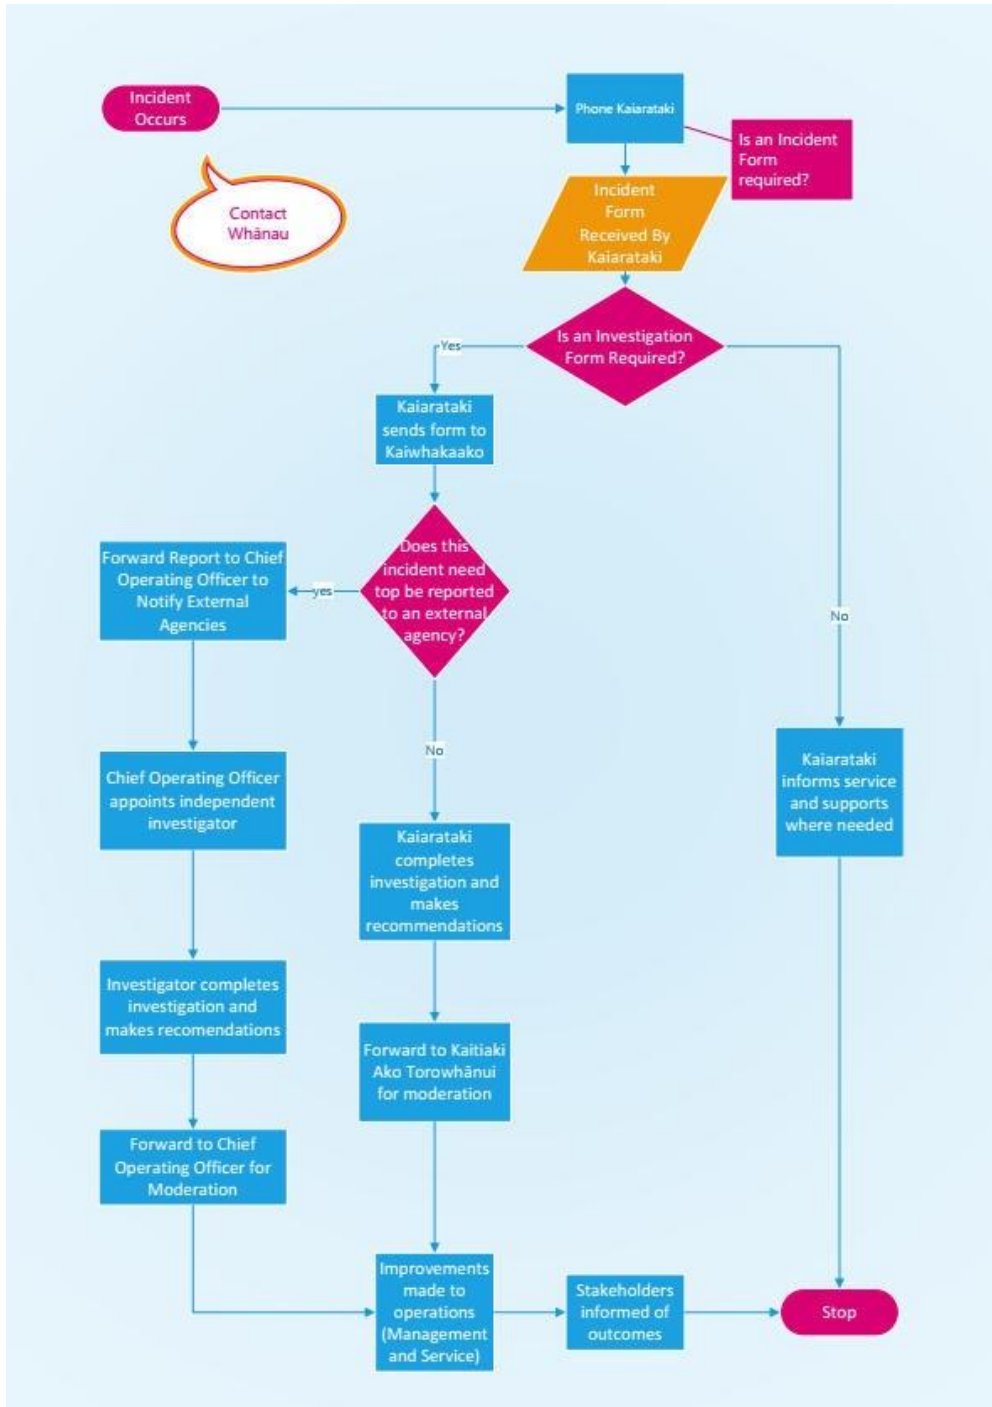 Incident
Occurs
Phone Kaiarataki
Is an Incident
Form
required?
Contact
Whānau
Incident
Form
Received By
Kaiarataki
Is an Investigation
Form Required?
Yes
Kaiarataki
sends form to
Kaiwhakaako
Does this
incident need
top be reported
to an external
agency?
yes
Forward Report to Chief
Operating Officer to
Notify External
Agencies
No
No
Chief Operating Officer
appoints independent
investigator
Kaiarataki
informs service
and supports
where needed
Kaiarataki
completes
investigation and
makes
recommendations
Investigator completes
investigation and
makes recomendations
Forward to Kaitiaki
Ako Torowhānui
for moderation
Forward to Chief
Operating Officer for
Moderation
Improvements
made to
operations
(Management
and Service)
Stakeholders
informed of
outcomes
Stop